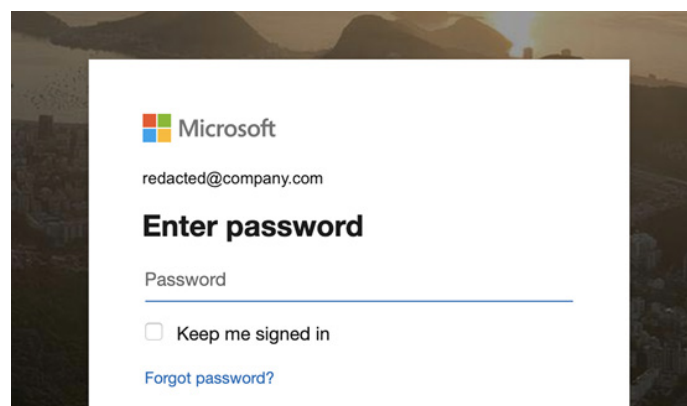 Microsoft
redacted@company.com
Enter password
Password
Keep me signed in
Forgot password?